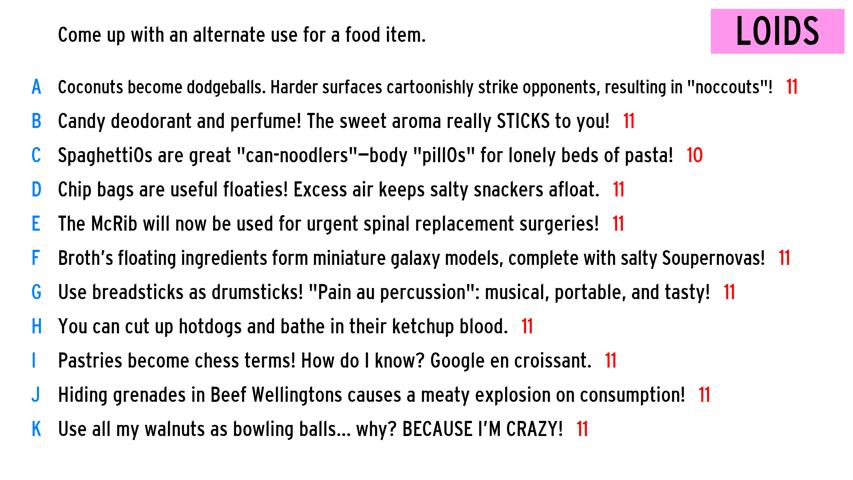 Come up with an alternate use for a food item.
LOIDS
A Coconuts become dodgeballs. Harder surfaces cartoonishly strike opponents, resulting in "noccouts"! 11
B Candy deodorant and perfume! The sweet aroma really STICKS to you! 11
C SpaghettiOs are great "can-noodlers"—body "pillOs" for lonely beds of pasta! 10
D Chip bags are useful floaties! Excess air keeps salty snackers afloat. 11
E The McRib will now be used for urgent spinal replacement surgeries! 11
F Broth's floating ingredients form miniature galaxy models, complete with salty Soupernovas! 11
G Use breadsticks as drumsticks! "Pain au percussion": musical, portable, and tasty! 11
H You can cut up hotdogs and bathe in their ketchup blood. 11
I Pastries become chess terms! How do I know? Google en croissant. 11
J Hiding grenades in Beef Wellingtons causes a meaty explosion on consumption! 11
K Use all my walnuts as bowling balls... why? BECAUSE I'M CRAZY! 11